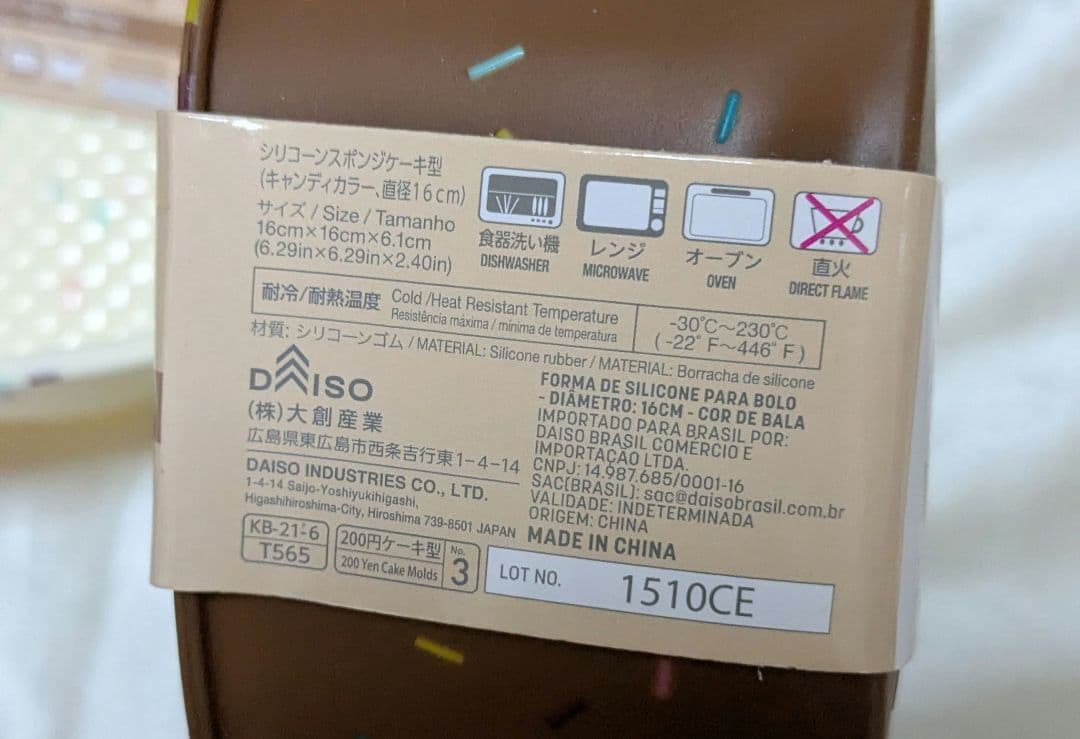 シリコーンスポンジケーキ型
(キャンディカラー、直径16cm)
サイズ / Size / Tamanho
16cm×16cm×6.1cm
(6.29in×6.29in×2.40in)
食器洗い機
DISHWASHER
レンジ
MICROWAVE
オーブン
OVEN
直火
DIRECT FLAME
耐冷/耐熱温度
Cold /Heat Resistant Temperature
Resistência máxima / mínima de temperatura
-30℃〜230℃
( -22°F〜446°F )
材質: シリコーンゴム / MATERIAL: Silicone rubber / MATERIAL: Borracha de silicone
DAISO
(株)大創産業
広島県東広島市西条吉行東1-4-14
DAISO INDUSTRIES CO., LTD.
1-4-14 Saijo-Yoshiyukihigashi,
Higashihiroshima-City, Hiroshima 739-8501 JAPAN
FORMA DE SILICONE PARA BOLO
- DIÂMETRO: 16CM - COR DE BALA
IMPORTADO PARA BRASIL POR:
DAISO BRASIL COMERCIO E
IMPORTAÇÃO LTDA.
CNPJ: 14.987.685/0001-16
SAC(BRASIL): sac@daisobrasil.com.br
VALIDADE: INDETERMINADA
ORIGEM: CHINA
MADE IN CHINA
KB-21-ケ-6
T565
200円ケーキ型
200 Yen Cake Molds
No.
3
LOT NO.
1510CE